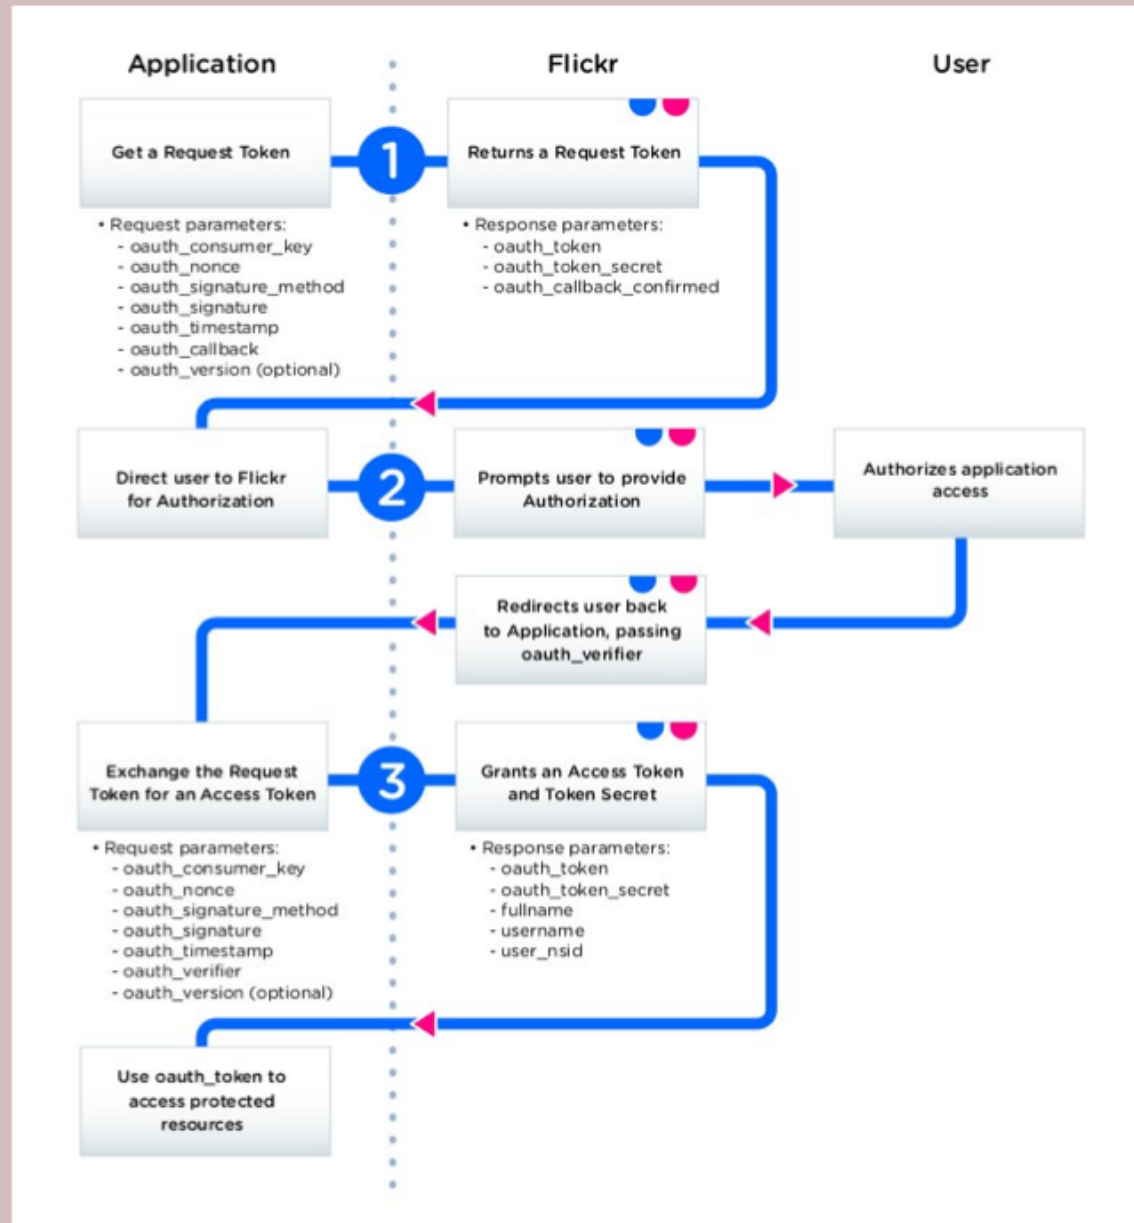 Application
Flickr
User
Get a Request Token
1
Returns a Request Token
• Request parameters:
- oauth_consumer_key
- oauth_nonce
- oauth_signature_method
- oauth_signature
- oauth_timestamp
- oauth_callback
- oauth_version (optional)
• Response parameters:
- oauth_token
- oauth_token_secret
- oauth_callback_confirmed
Direct user to Flickr
for Authorization
2
Prompts user to provide
Authorization
Authorizes application
access
Redirects user back
to Application, passing
oauth_verifier
Exchange the Request
Token for an Access Token
3
Grants an Access Token
and Token Secret
• Request parameters:
- oauth_consumer_key
- oauth_nonce
- oauth_signature_method
- oauth_signature
- oauth_timestamp
- oauth_verifier
- oauth_version (optional)
• Response parameters:
- oauth_token
- oauth_token_secret
- fullname
- username
- user_nsid
Use oauth_token to
access protected
resources